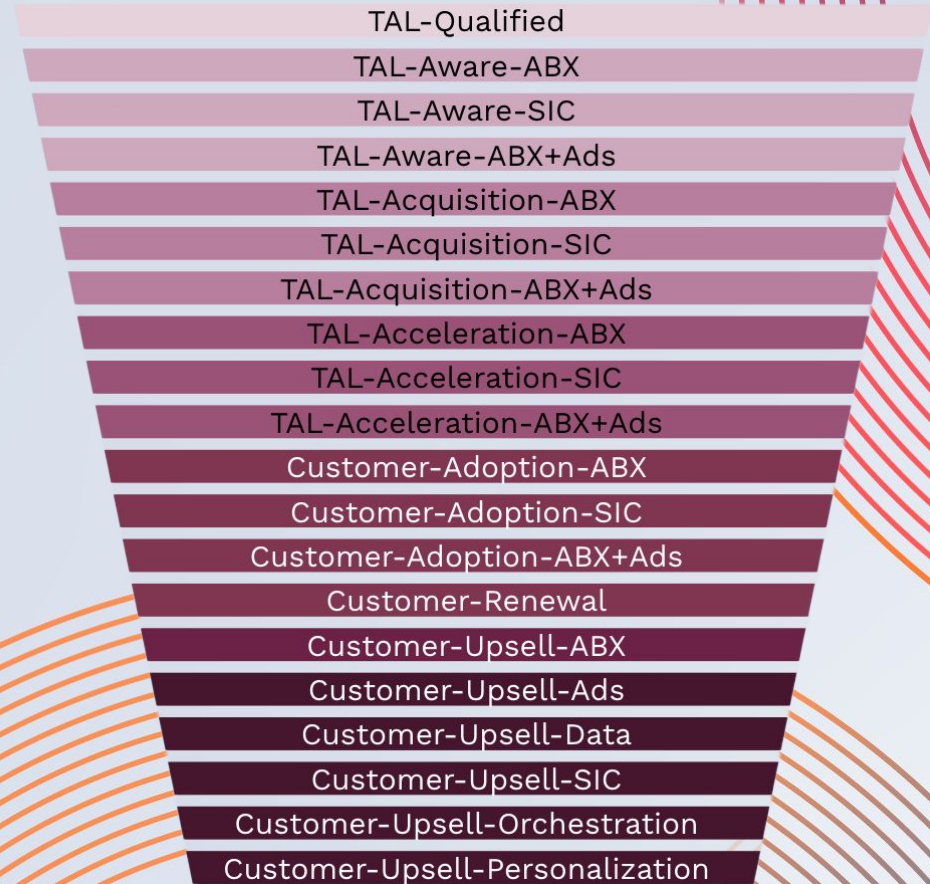 TAL-Qualified
TAL-Aware-ABX
TAL-Aware-SIC
TAL-Aware-ABX+Ads
TAL-Acquisition-ABX
TAL-Acquisition-SIC
TAL-Acquisition-ABX+Ads
TAL-Acceleration-ABX
TAL-Acceleration-SIC
TAL-Acceleration-ABX+Ads
Customer-Adoption-ABX
Customer-Adoption-SIC
Customer-Adoption-ABX+Ads
Customer-Renewal
Customer-Upsell-ABX
Customer-Upsell-Ads
Customer-Upsell-Data
Customer-Upsell-SIC
Customer-Upsell-Orchestration
Customer-Upsell-Personalization